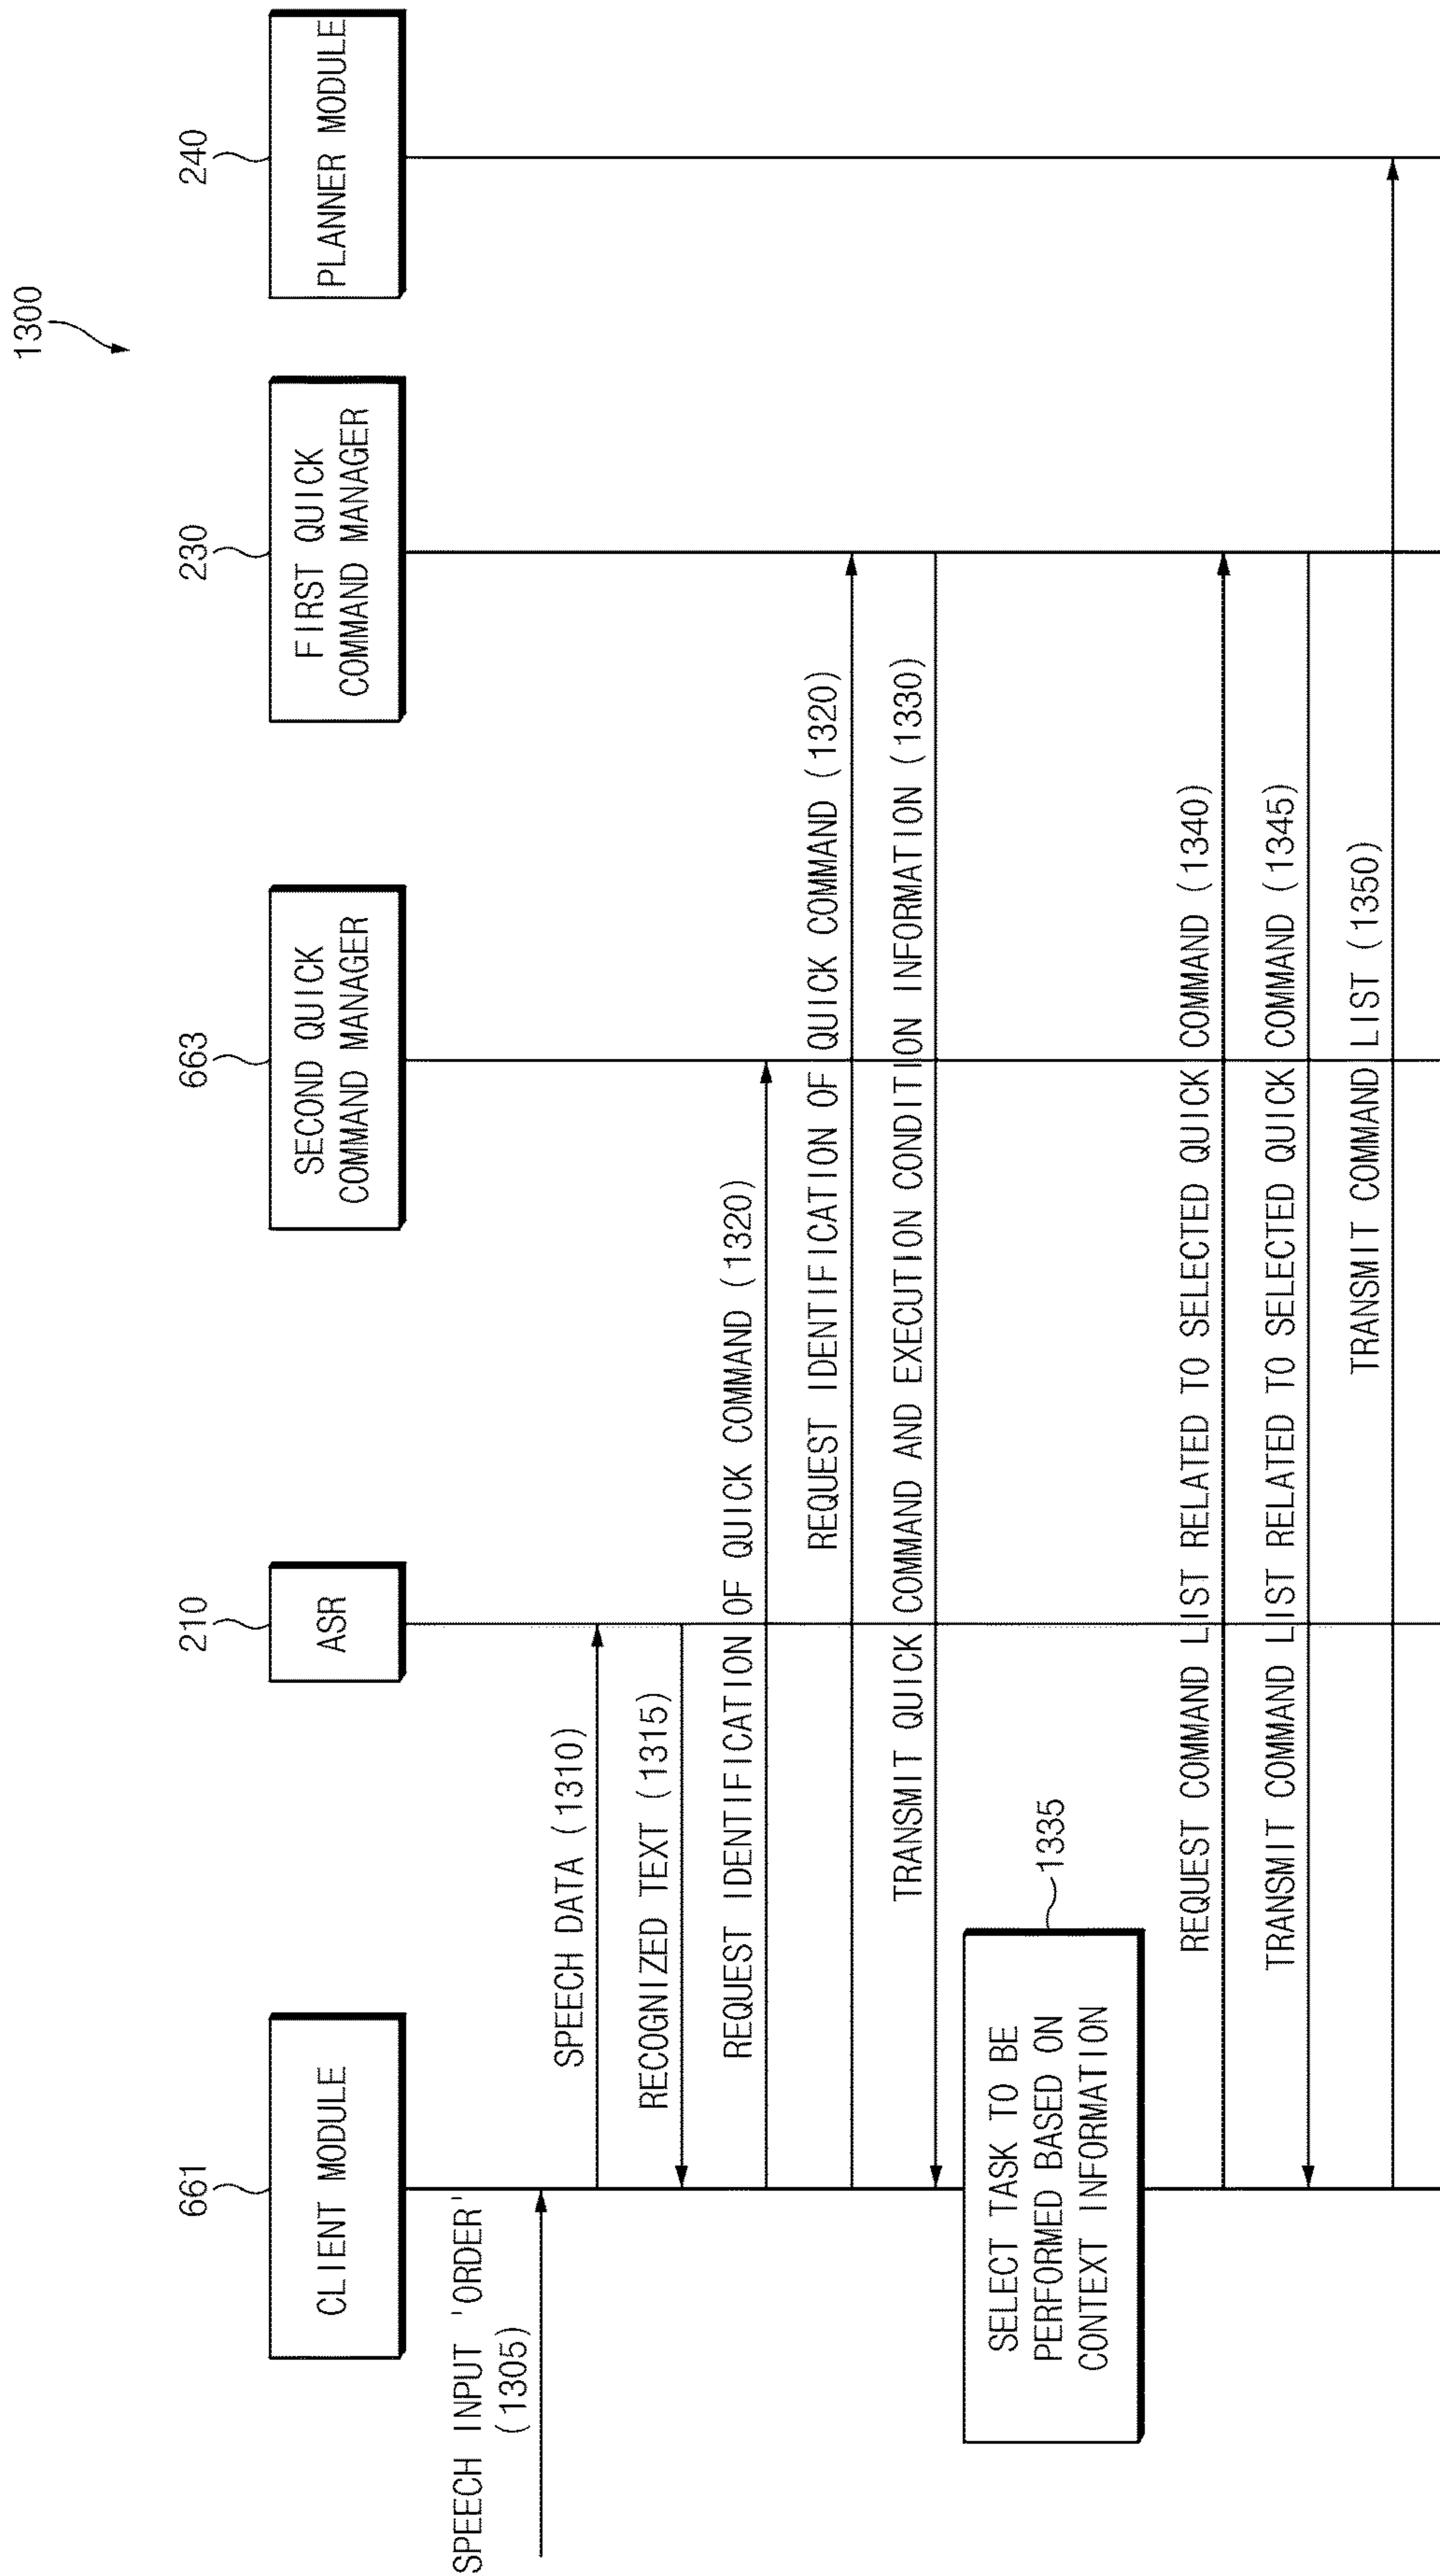 1300
661
210
663
230
240
CLIENT MODULE
ASR
SECOND QUICK
COMMAND MANAGER
FIRST QUICK
COMMAND MANAGER
PLANNER MODULE
SPEECH INPUT 'ORDER'
(1305)
SPEECH DATA (1310)
RECOGNIZED TEXT (1315)
REQUEST IDENTIFICATION OF QUICK COMMAND (1320)
REQUEST IDENTIFICATION OF QUICK COMMAND (1320)
TRANSMIT QUICK COMMAND AND EXECUTION CONDITION INFORMATION (1330)
SELECT TASK TO BE
PERFORMED BASED ON
CONTEXT INFORMATION
1335
REQUEST COMMAND LIST RELATED TO SELECTED QUICK COMMAND (1340)
TRANSMIT COMMAND LIST RELATED TO SELECTED QUICK COMMAND (1345)
TRANSMIT COMMAND LIST (1350)